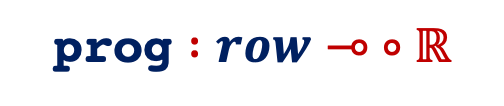 prog : row ⊸ ∘ ℝ